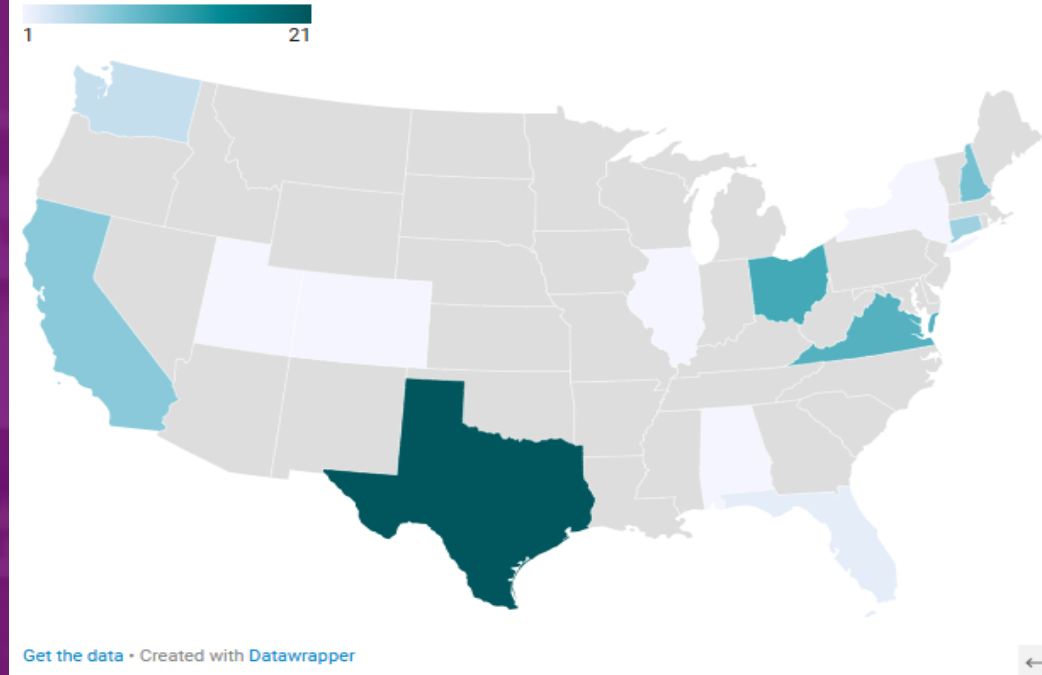 1 21
Get the data • Created with Datawrapper